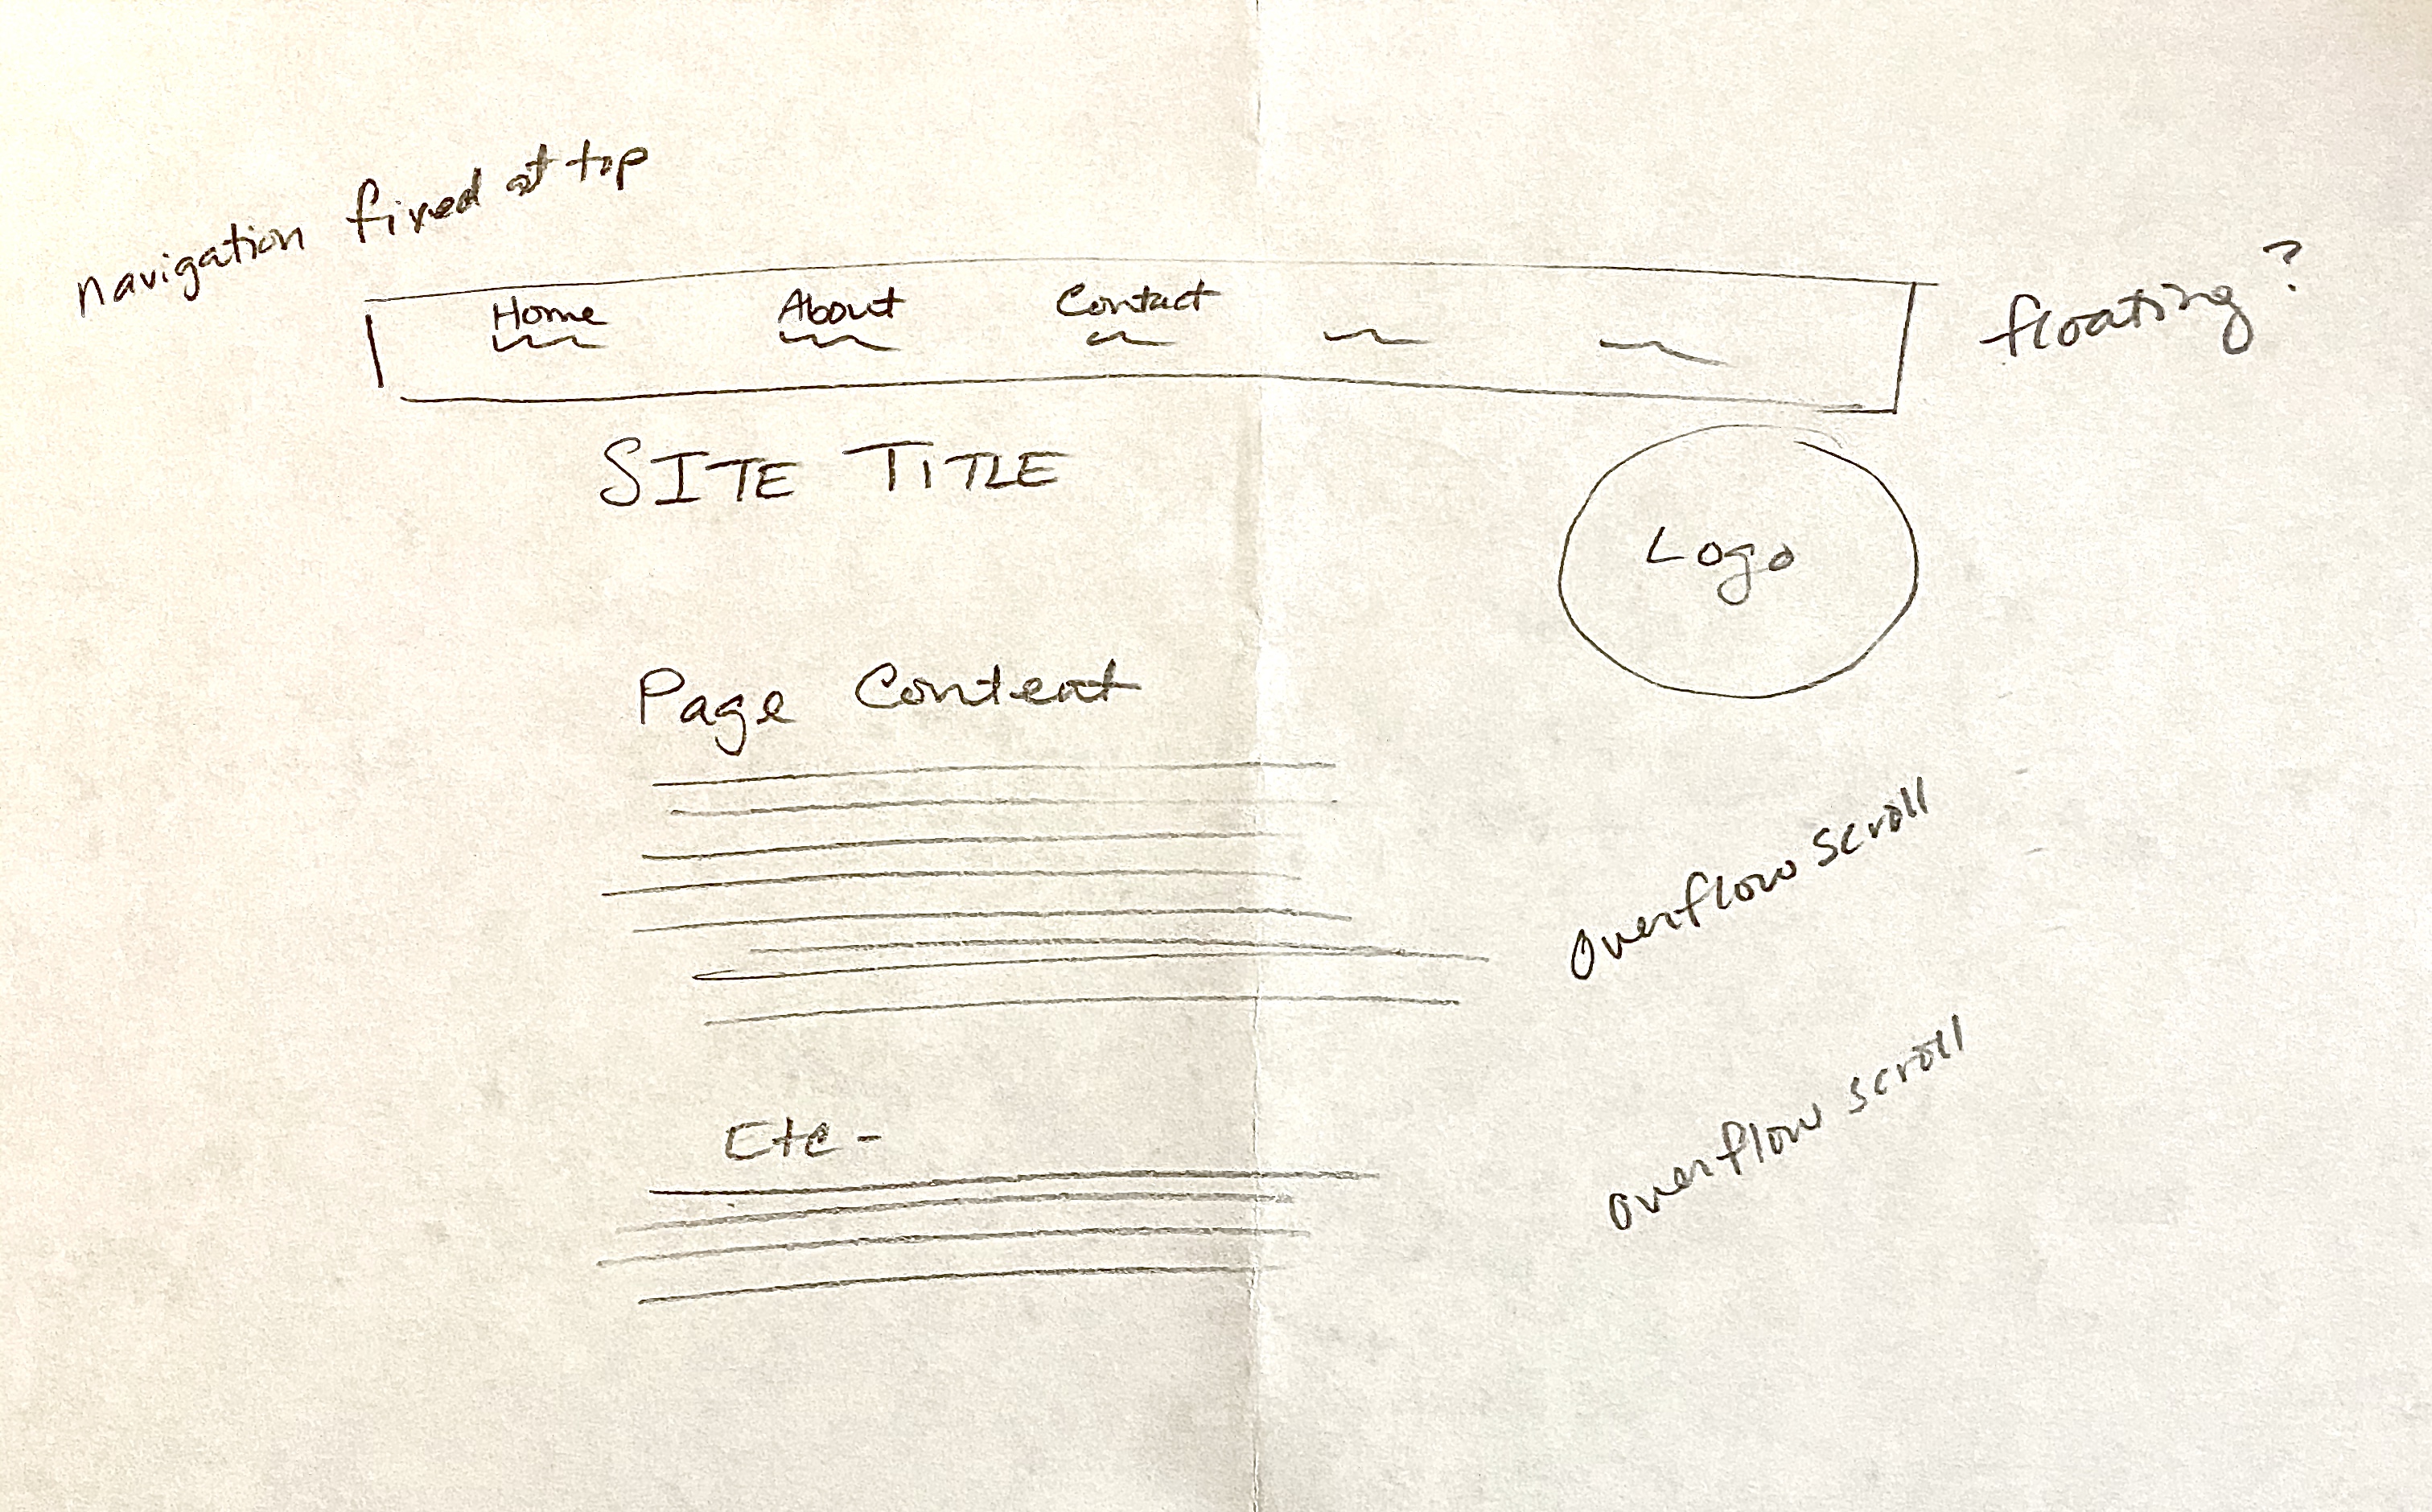 navigation fixed at top
Home About Contact
floating?
SITE TITLE
Logo
Page Content
Overflow scroll
Etc -
overflow scroll